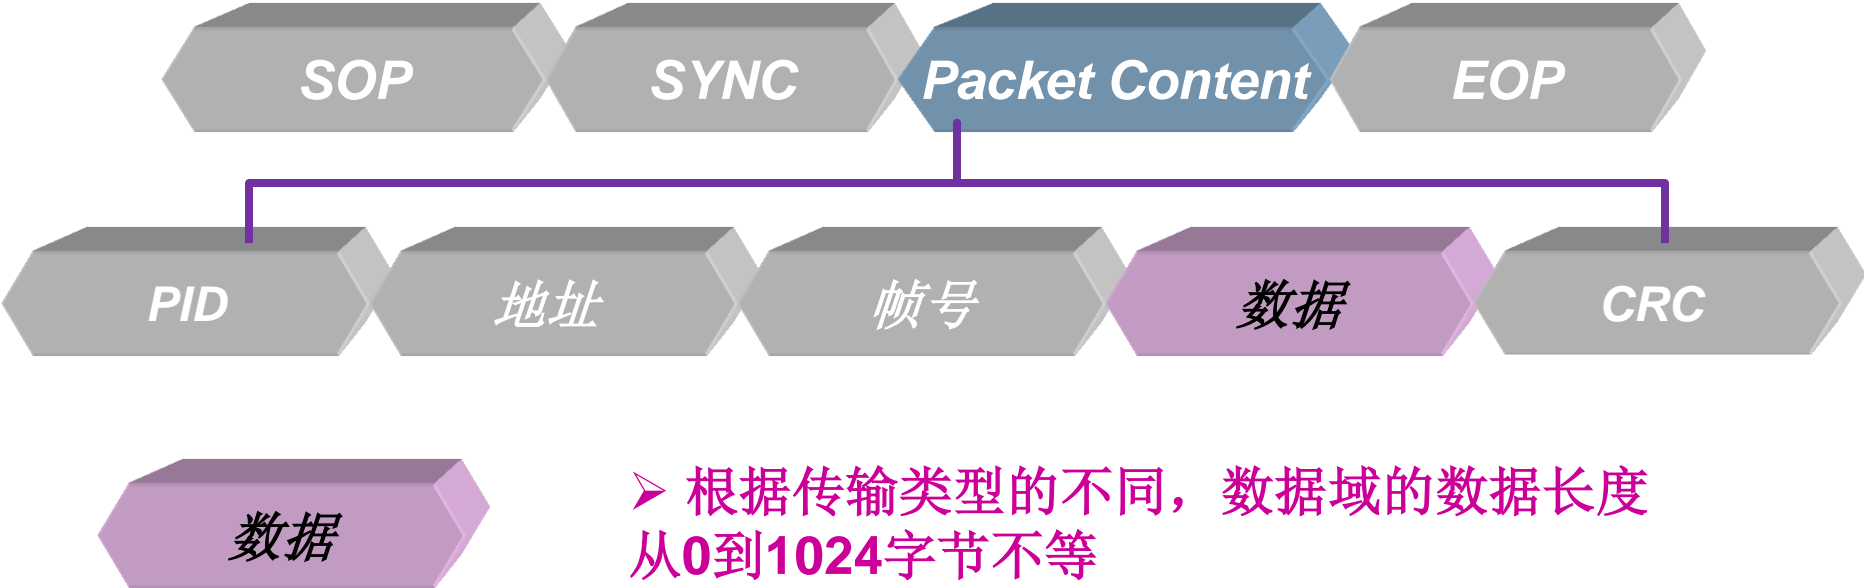 SOP SYNC Packet Content EOP
PID 地址 帧号 数据 CRC
数据
➢ 根据传输类型的不同，数据域的数据长度
从0到1024字节不等